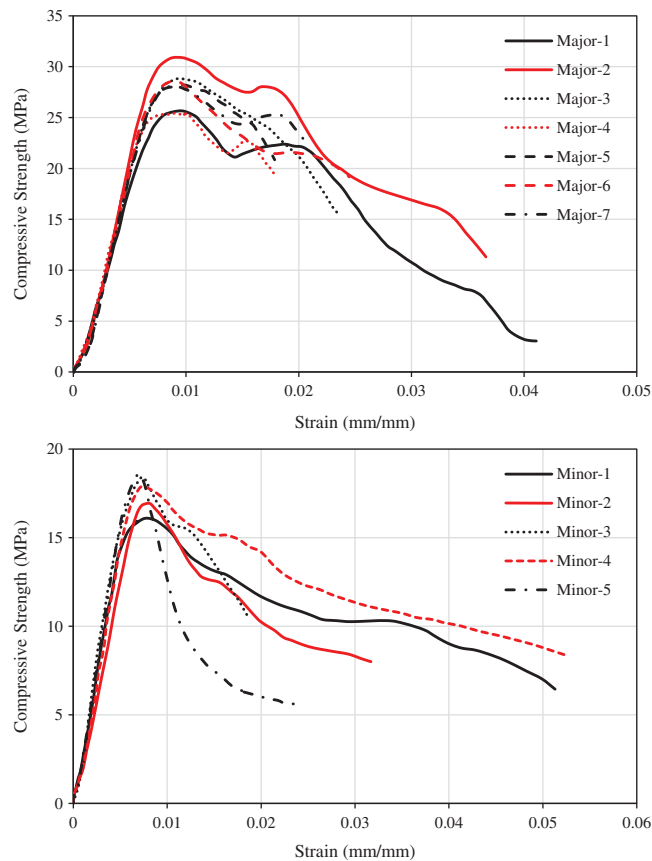 35
30
25
20
15
10
5
0
Compressive Strength (MPa)
Major-1
Major-2
Major-3
Major-4
Major-5
Major-6
Major-7
0 0.01 0.02 0.03 0.04 0.05
Strain (mm/mm)
20
15
10
5
0
Compressive Strength (MPa)
Minor-1
Minor-2
Minor-3
Minor-4
Minor-5
0 0.01 0.02 0.03 0.04 0.05 0.06
Strain (mm/mm)